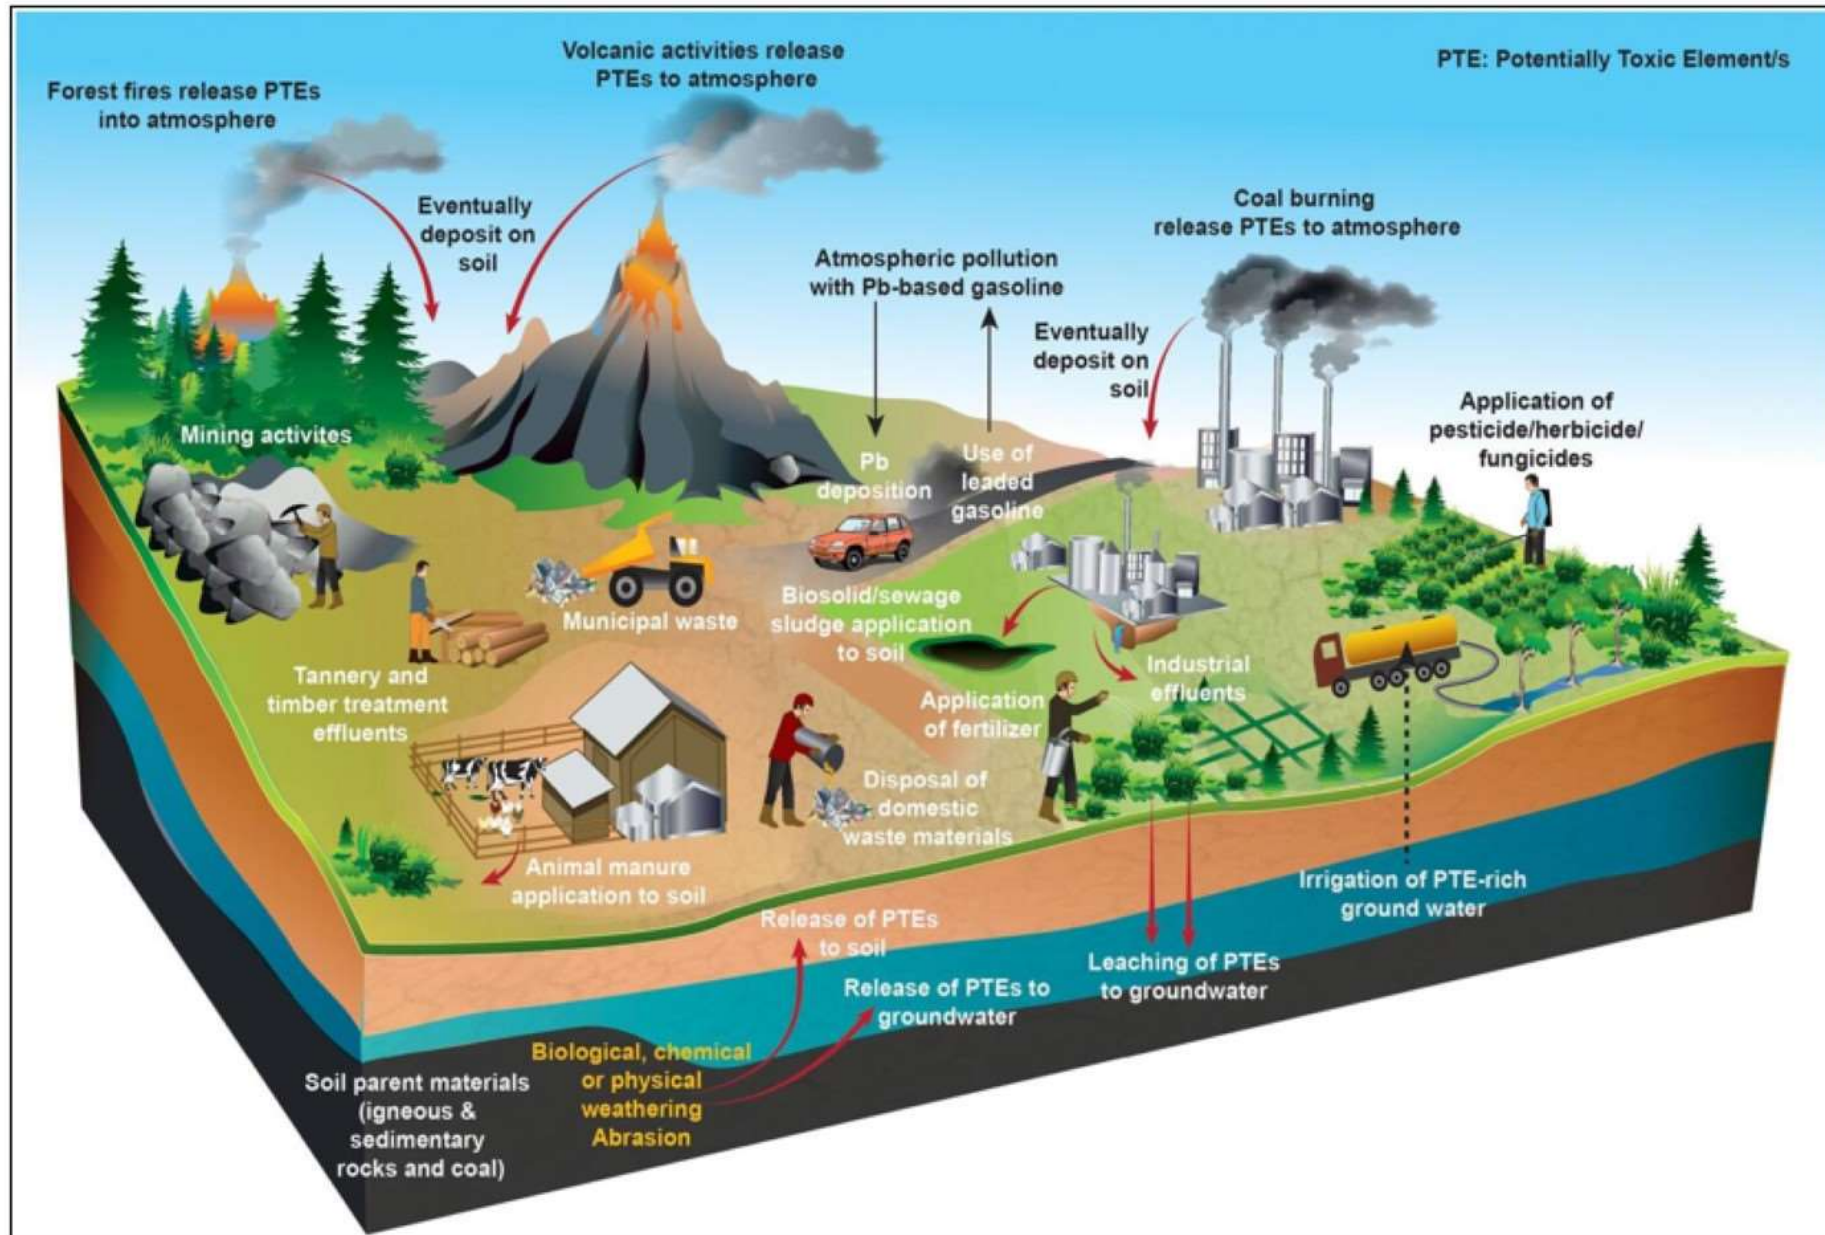 Volcanic activities release
PTEs to atmosphere
PTE: Potentially Toxic Element/s
Forest fires release PTEs
into atmosphere
Eventually
deposit on
soil
Coal burning
release PTEs to atmosphere
Atmospheric pollution
with Pb-based gasoline
Eventually
deposit on
soil
Application of
pesticide/herbicide/
fungicides
Mining activites
Pb
deposition
Use of
leaded
gasoline
Municipal waste
Biosolid/sewage
sludge application
to soil
Industrial
effluents
Tannery and
timber treatment
effluents
Application
of fertilizer
Disposal of
domestic
waste materials
Animal manure
application to soil
Irrigation of PTE-rich
ground water
Release of PTEs
to soil
Leaching of PTEs
to groundwater
Release of PTEs to
groundwater
Biological, chemical
or physical
weathering
Abrasion
Soil parent materials
(igneous &
sedimentary
rocks and coal)